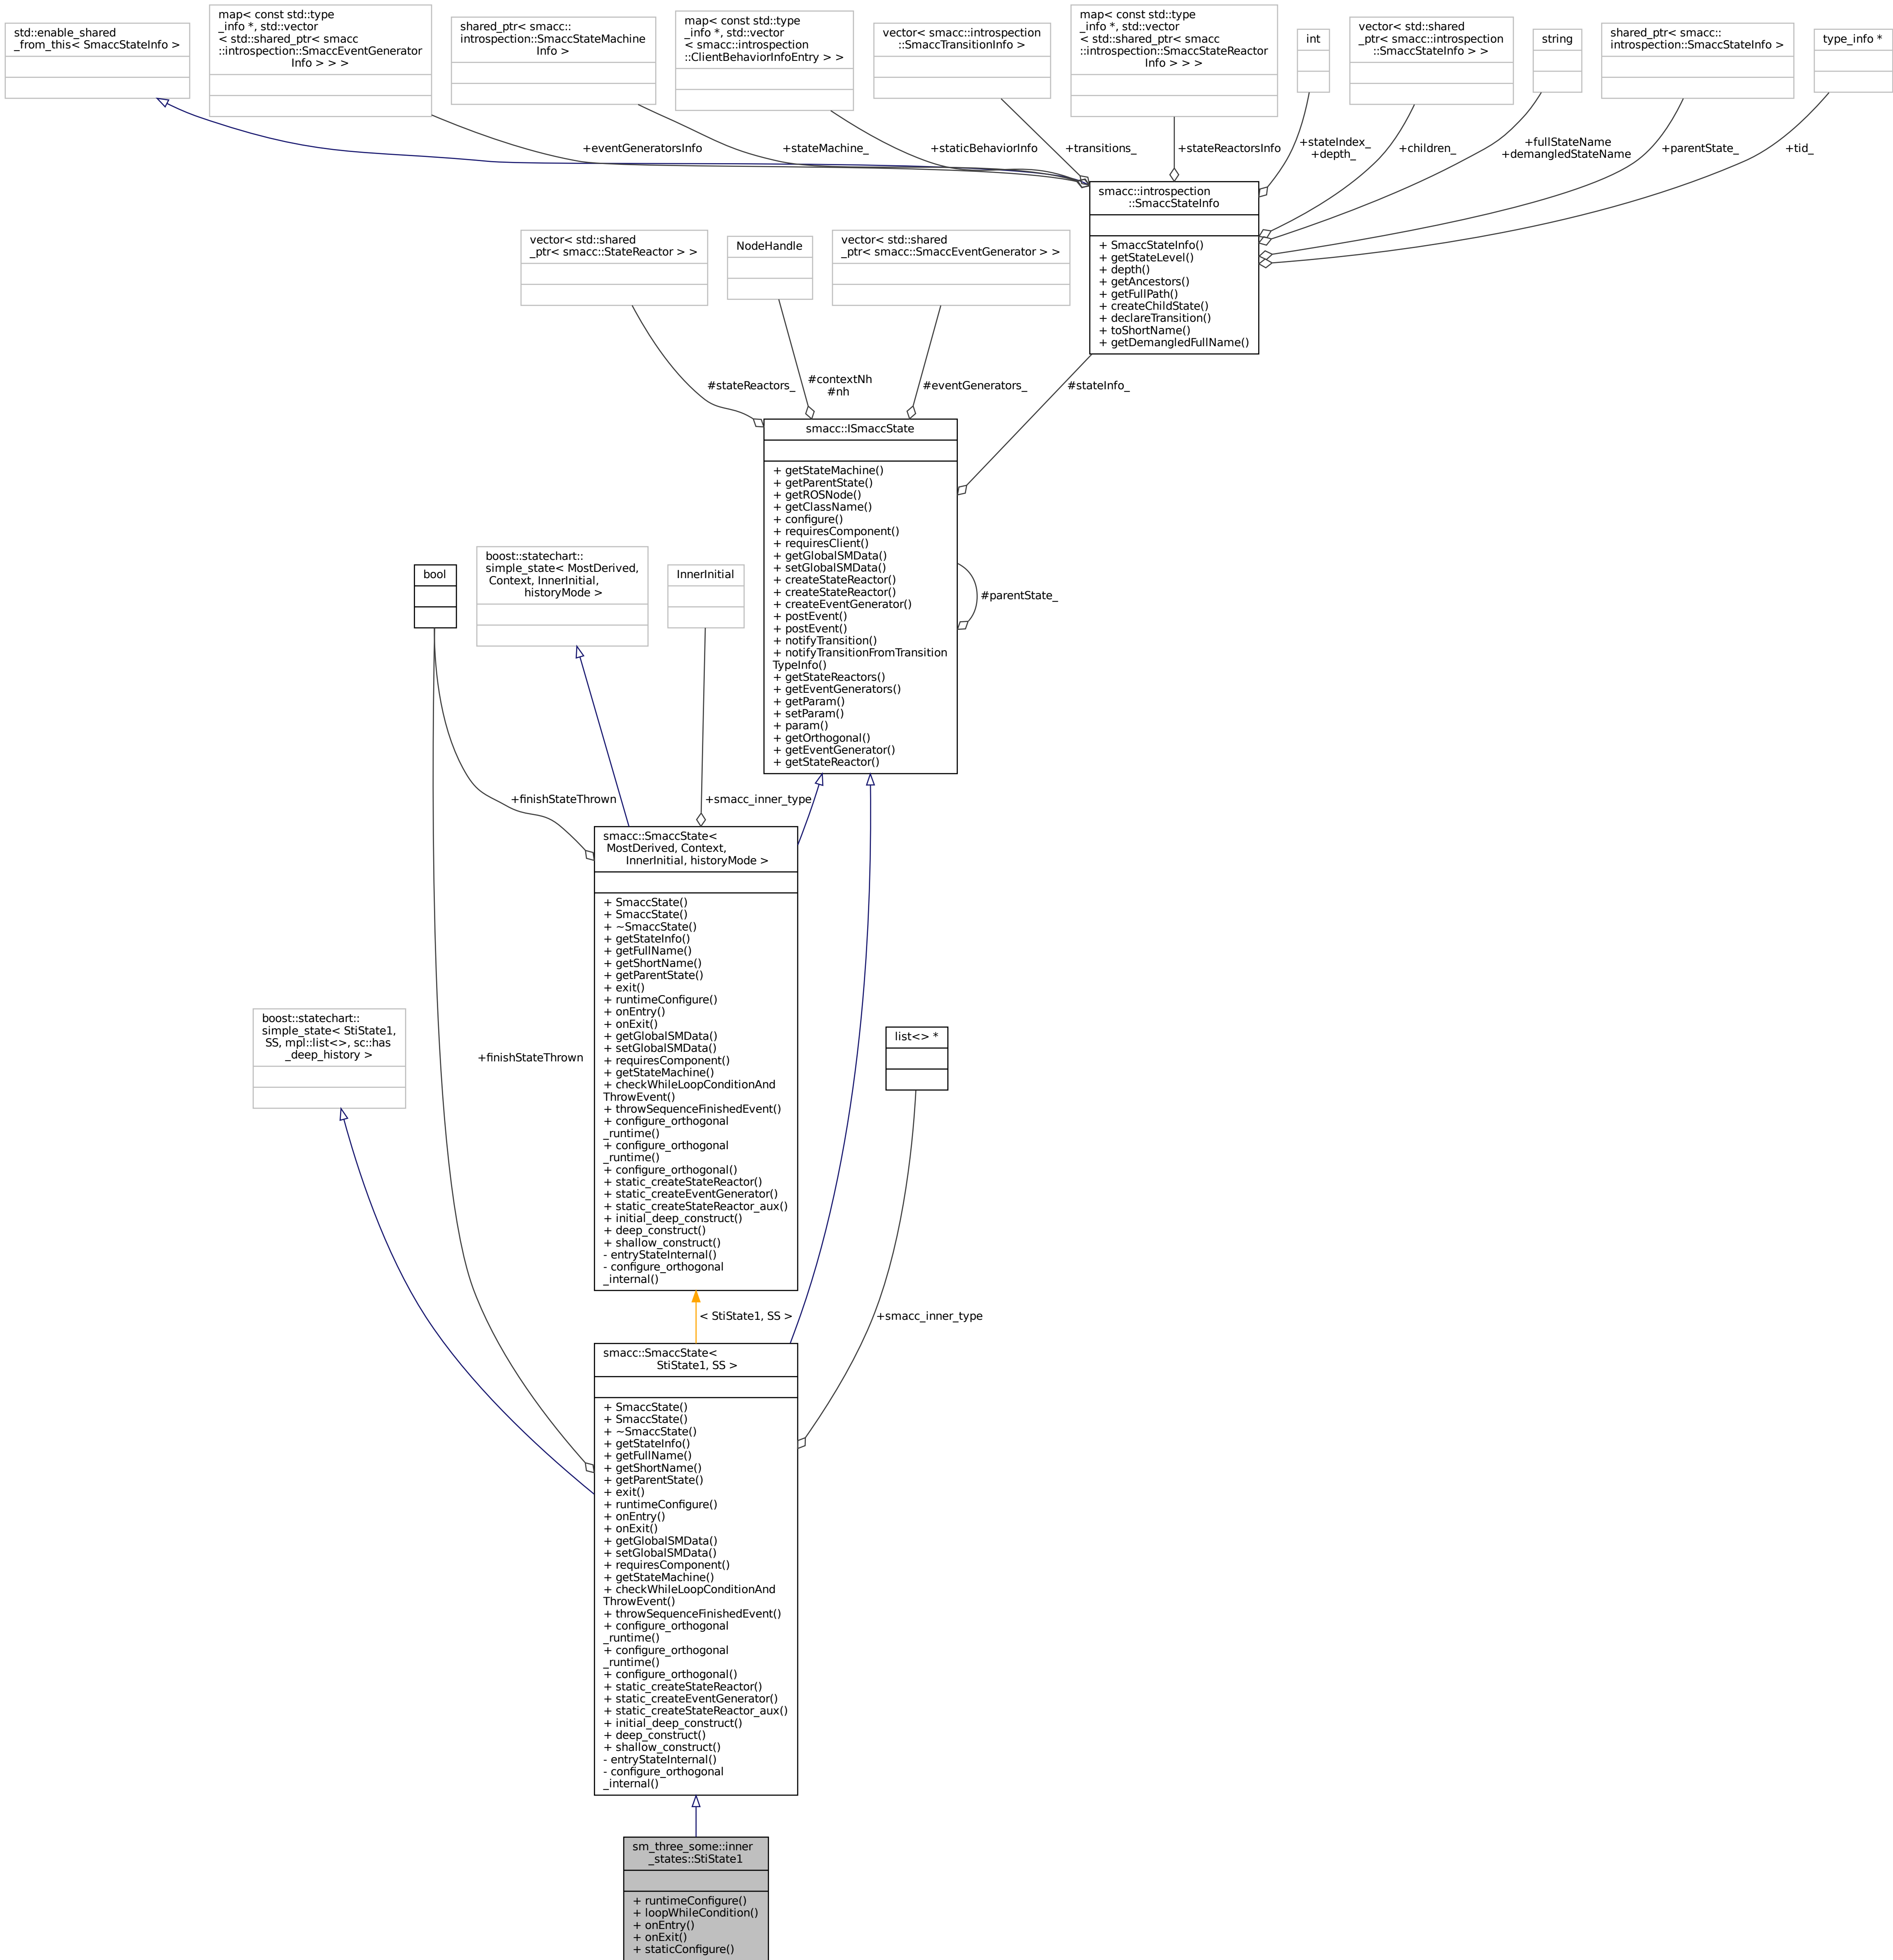 std::enable_shared
_from_this< SmaccStateInfo >
map< const std::type
_info *, std::vector
< std::shared_ptr< smacc
::introspection::SmaccEventGenerator
Info > > >
shared_ptr< smacc::
introspection::SmaccStateMachine
Info >
map< const std::type
_info *, std::vector
< smacc::introspection
::ClientBehaviorInfoEntry > >
vector< smacc::introspection
::SmaccTransitionInfo >
map< const std::type
_info *, std::vector
< std::shared_ptr< smacc
::introspection::SmaccStateReactor
Info > > >
int
vector< std::shared
_ptr< smacc::introspection
::SmaccStateInfo > >
string
shared_ptr< smacc::
introspection::SmaccStateInfo >
type_info *
+eventGeneratorsInfo
+stateMachine_
+staticBehaviorInfo
+transitions_
+stateReactorsInfo
+stateIndex_
+depth_
+children_
+fullStateName
+demangledStateName
+parentState_
+tid_
smacc::introspection
::SmaccStateInfo
+ SmaccStateInfo()
+ getStateLevel()
+ depth()
+ getAncestors()
+ getFullPath()
+ createChildState()
+ declareTransition()
+ toShortName()
+ getDemangledFullName()
vector< std::shared
_ptr< smacc::StateReactor > >
NodeHandle
vector< std::shared
_ptr< smacc::SmaccEventGenerator > >
#stateReactors_
#contextNh
#nh
#eventGenerators_
#stateInfo_
smacc::ISmaccState
+ getStateMachine()
+ getParentState()
+ getROSNode()
+ getClassName()
+ configure()
+ requiresComponent()
+ requiresClient()
+ getGlobalSMData()
+ setGlobalSMData()
+ createStateReactor()
+ createStateReactor()
+ createEventGenerator()
+ postEvent()
+ postEvent()
+ notifyTransition()
+ notifyTransitionFromTransition
TypeInfo()
+ getStateReactors()
+ getEventGenerators()
+ getParam()
+ setParam()
+ param()
+ getOrthogonal()
+ getEventGenerator()
+ getStateReactor()
#parentState_
bool
boost::statechart::
simple_state< MostDerived,
Context, InnerInitial,
historyMode >
InnerInitial
+finishStateThrown
+smacc_inner_type
smacc::SmaccState<
MostDerived, Context,
InnerInitial, historyMode >
+ SmaccState()
+ SmaccState()
+ ~SmaccState()
+ getStateInfo()
+ getFullName()
+ getShortName()
+ getParentState()
+ exit()
+ runtimeConfigure()
+ onEntry()
+ onExit()
+ getGlobalSMData()
+ setGlobalSMData()
+ requiresComponent()
+ getStateMachine()
+ checkWhileLoopConditionAnd
ThrowEvent()
+ throwSequenceFinishedEvent()
+ configure_orthogonal
_runtime()
+ configure_orthogonal
_runtime()
+ configure_orthogonal()
+ static_createStateReactor()
+ static_createEventGenerator()
+ static_createStateReactor_aux()
+ initial_deep_construct()
+ deep_construct()
+ shallow_construct()
- entryStateInternal()
- configure_orthogonal
_internal()
boost::statechart::
simple_state< StiState1,
SS, mpl::list<>, sc::has
_deep_history >
+finishStateThrown
list<> *
< StiState1, SS >
+smacc_inner_type
smacc::SmaccState<
StiState1, SS >
+ SmaccState()
+ SmaccState()
+ ~SmaccState()
+ getStateInfo()
+ getFullName()
+ getShortName()
+ getParentState()
+ exit()
+ runtimeConfigure()
+ onEntry()
+ onExit()
+ getGlobalSMData()
+ setGlobalSMData()
+ requiresComponent()
+ getStateMachine()
+ checkWhileLoopConditionAnd
ThrowEvent()
+ throwSequenceFinishedEvent()
+ configure_orthogonal
_runtime()
+ configure_orthogonal
_runtime()
+ configure_orthogonal()
+ static_createStateReactor()
+ static_createEventGenerator()
+ static_createStateReactor_aux()
+ initial_deep_construct()
+ deep_construct()
+ shallow_construct()
- entryStateInternal()
- configure_orthogonal
_internal()
sm_three_some::inner
_states::StiState1
+ runtimeConfigure()
+ loopWhileCondition()
+ onEntry()
+ onExit()
+ staticConfigure()